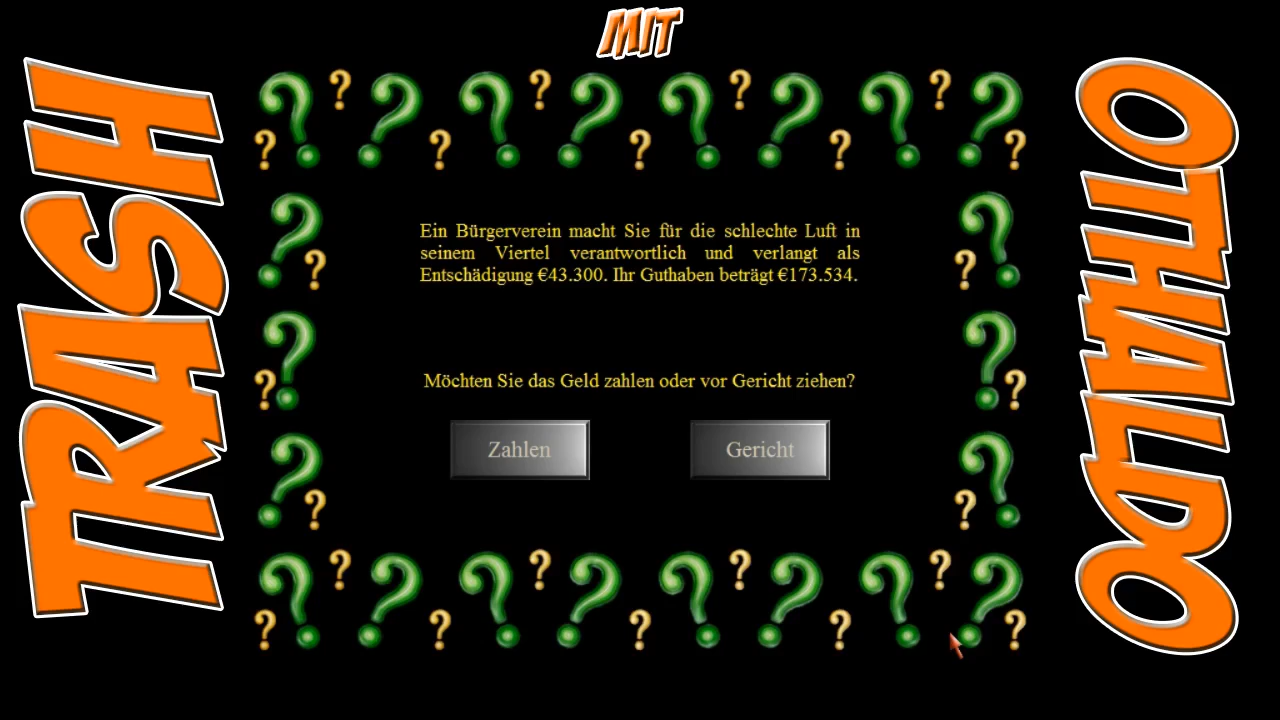 MIT
TRASH
OTHALDO
Ein Bürgerverein macht Sie für die schlechte Luft in
seinem Viertel verantwortlich und verlangt als
Entschädigung €43.300. Ihr Guthaben beträgt €173.534.
Möchten Sie das Geld zahlen oder vor Gericht ziehen?
Zahlen
Gericht